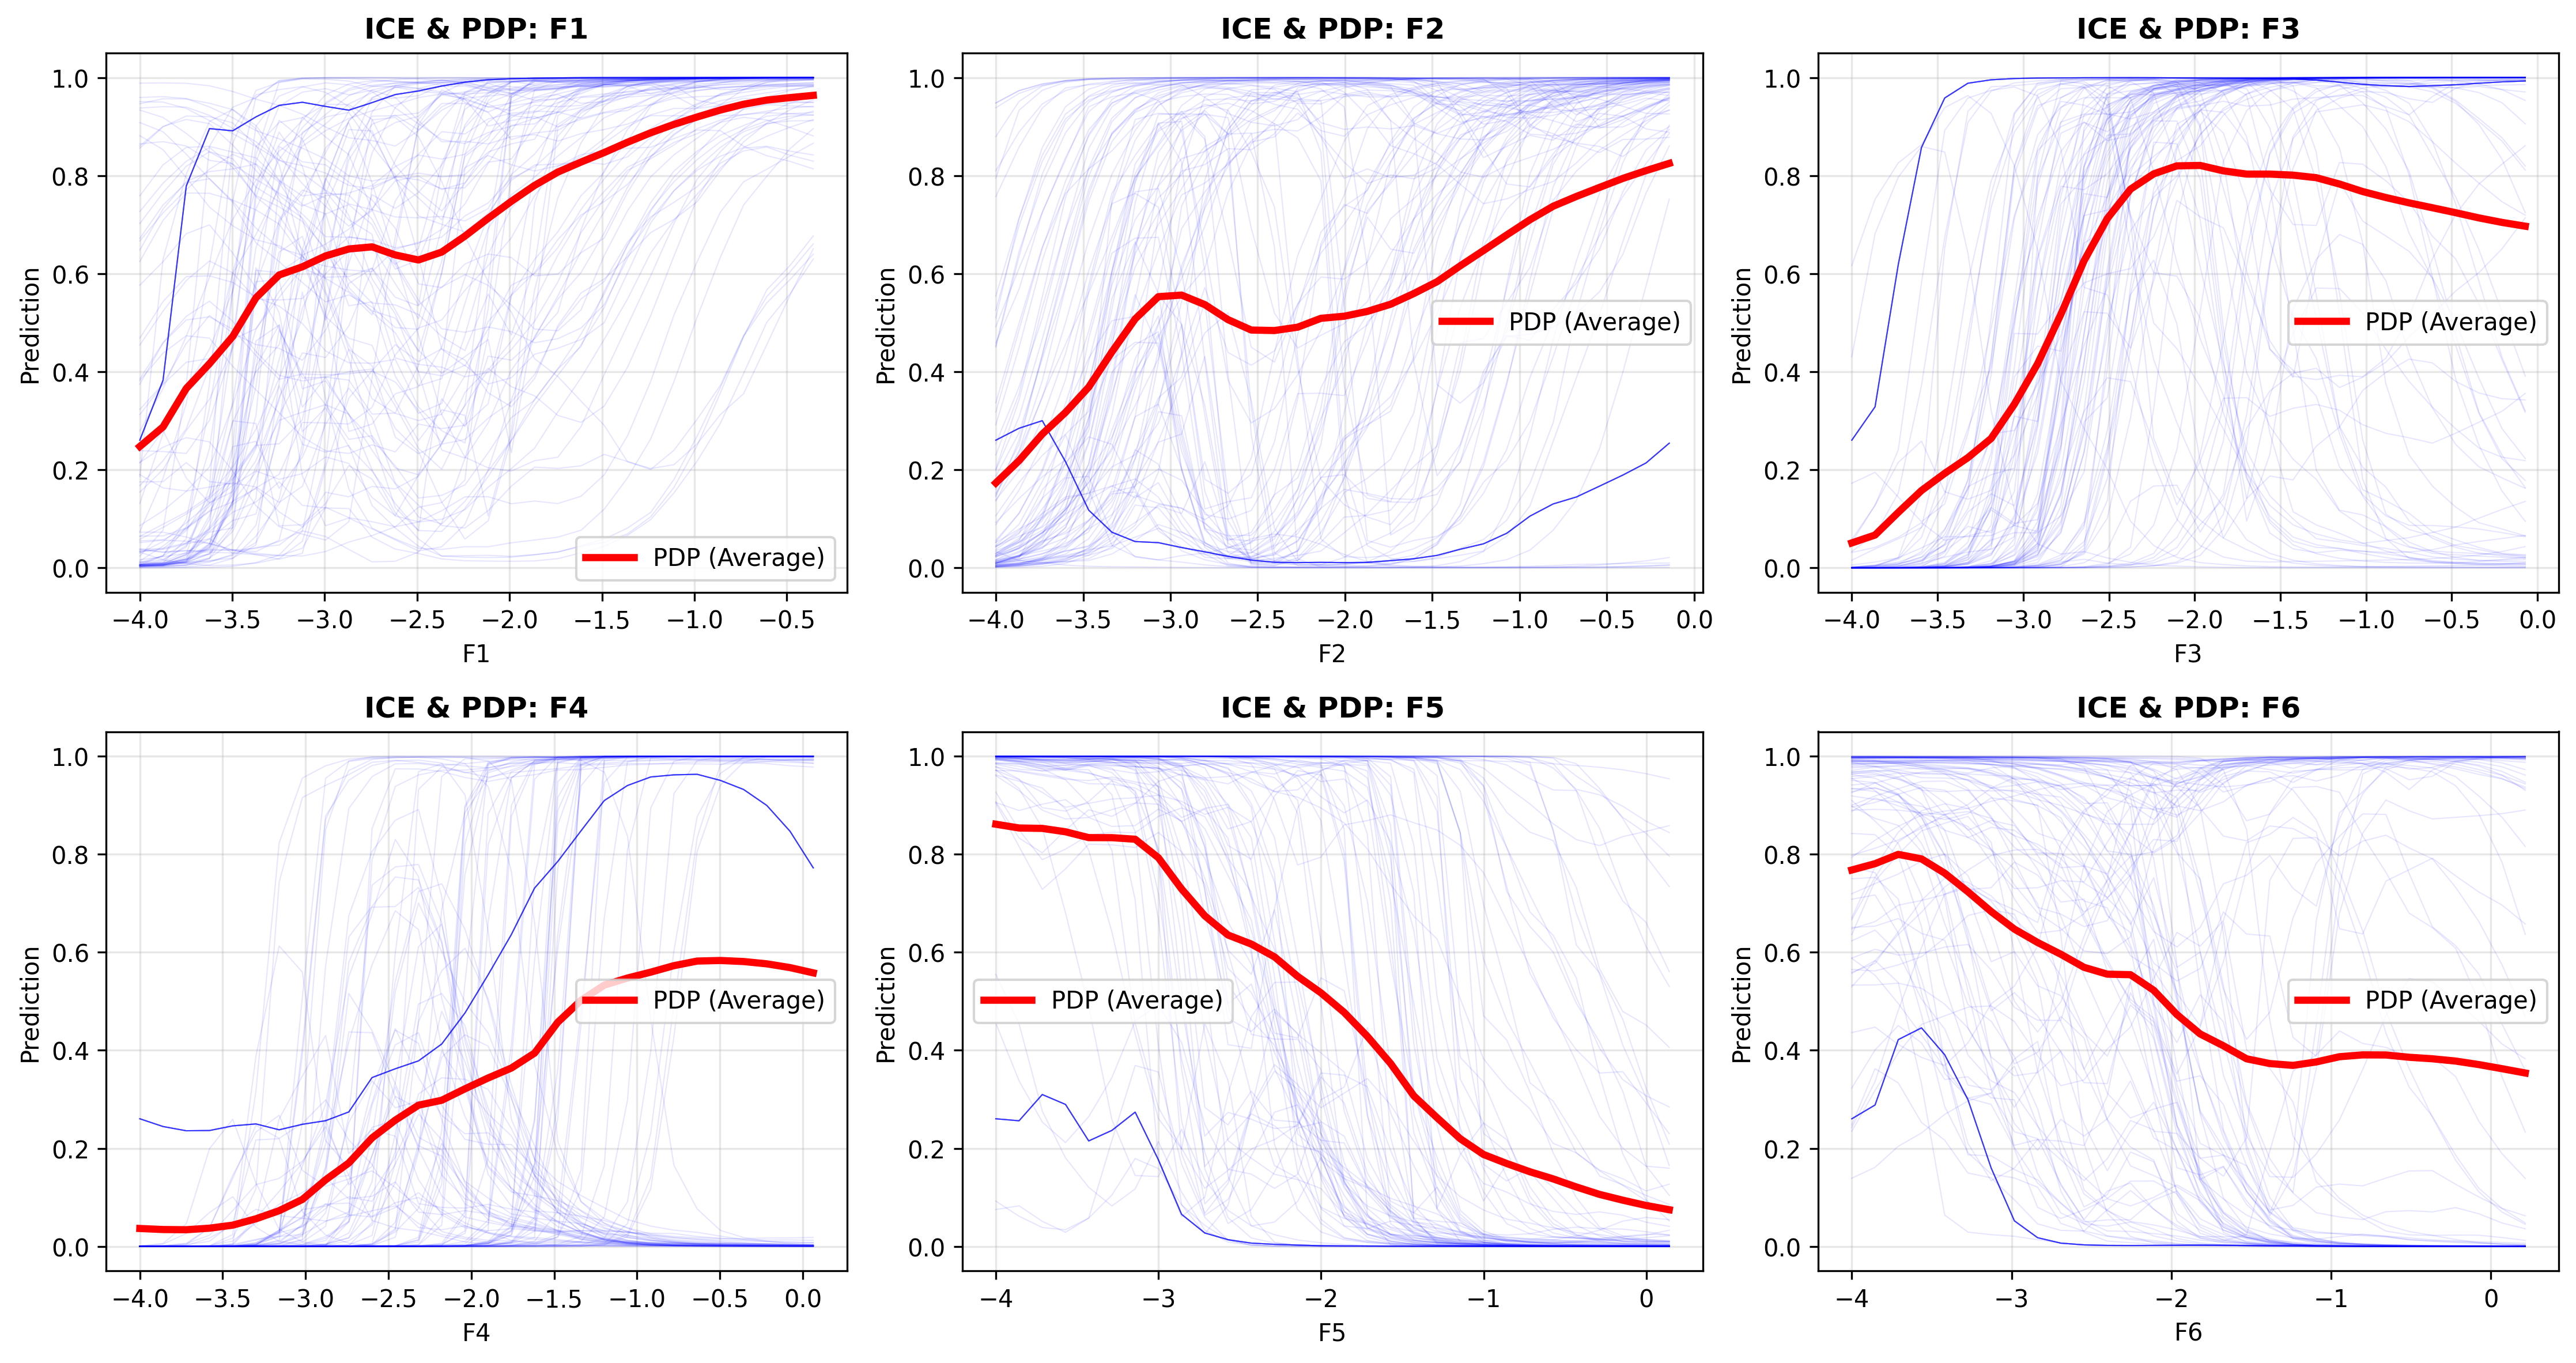 ICE & PDP: F1
Prediction
1.0
0.8
0.6
0.4
0.2
0.0
PDP (Average)
−4.0 −3.5 −3.0 −2.5 −2.0 −1.5 −1.0 −0.5
F1
ICE & PDP: F2
Prediction
1.0
0.8
0.6
0.4
0.2
0.0
PDP (Average)
−4.0 −3.5 −3.0 −2.5 −2.0 −1.5 −1.0 −0.5 0.0
F2
ICE & PDP: F3
Prediction
1.0
0.8
0.6
0.4
0.2
0.0
PDP (Average)
−4.0 −3.5 −3.0 −2.5 −2.0 −1.5 −1.0 −0.5 0.0
F3
ICE & PDP: F4
Prediction
1.0
0.8
0.6
0.4
0.2
0.0
PDP (Average)
−4.0 −3.5 −3.0 −2.5 −2.0 −1.5 −1.0 −0.5 0.0
F4
ICE & PDP: F5
Prediction
1.0
0.8
0.6
0.4
0.2
0.0
PDP (Average)
−4 −3 −2 −1 0
F5
ICE & PDP: F6
Prediction
1.0
0.8
0.6
0.4
0.2
0.0
PDP (Average)
−4 −3 −2 −1 0
F6